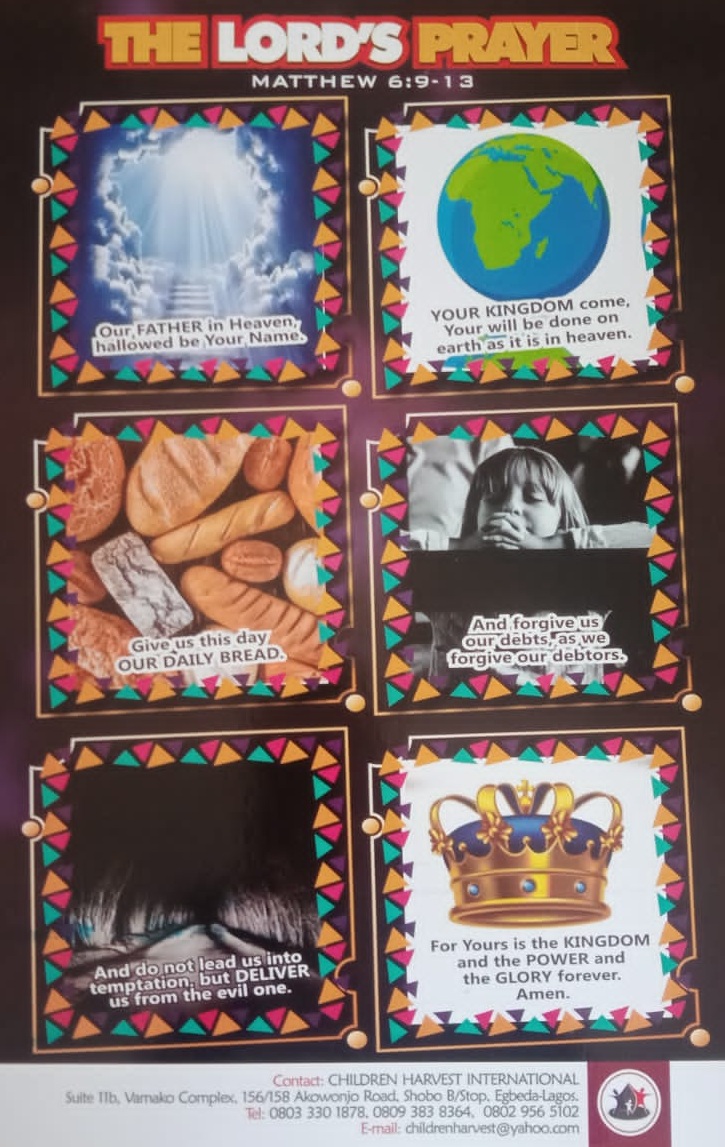 THE LORD'S PRAYER
MATTHEW 6:9-13
Our FATHER in Heaven,
hallowed be Your Name.
YOUR KINGDOM come,
Your will be done on
earth as it is in heaven.
Give us this day
OUR DAILY BREAD.
And forgive us
our debts, as we
forgive our debtors.
And do not lead us into
temptation, but DELIVER
us from the evil one.
For Yours is the KINGDOM
and the POWER and
the GLORY forever.
Amen.
Contact: CHILDREN HARVEST INTERNATIONAL
Suite 11b, Vamako Complex, 156/158 Akowonjo Road, Shobo B/Stop, Egbeda-Lagos.
Tel: 0803 330 1878, 0809 383 8364, 0802 956 5102
E-mail: childrenharvest@yahoo.com